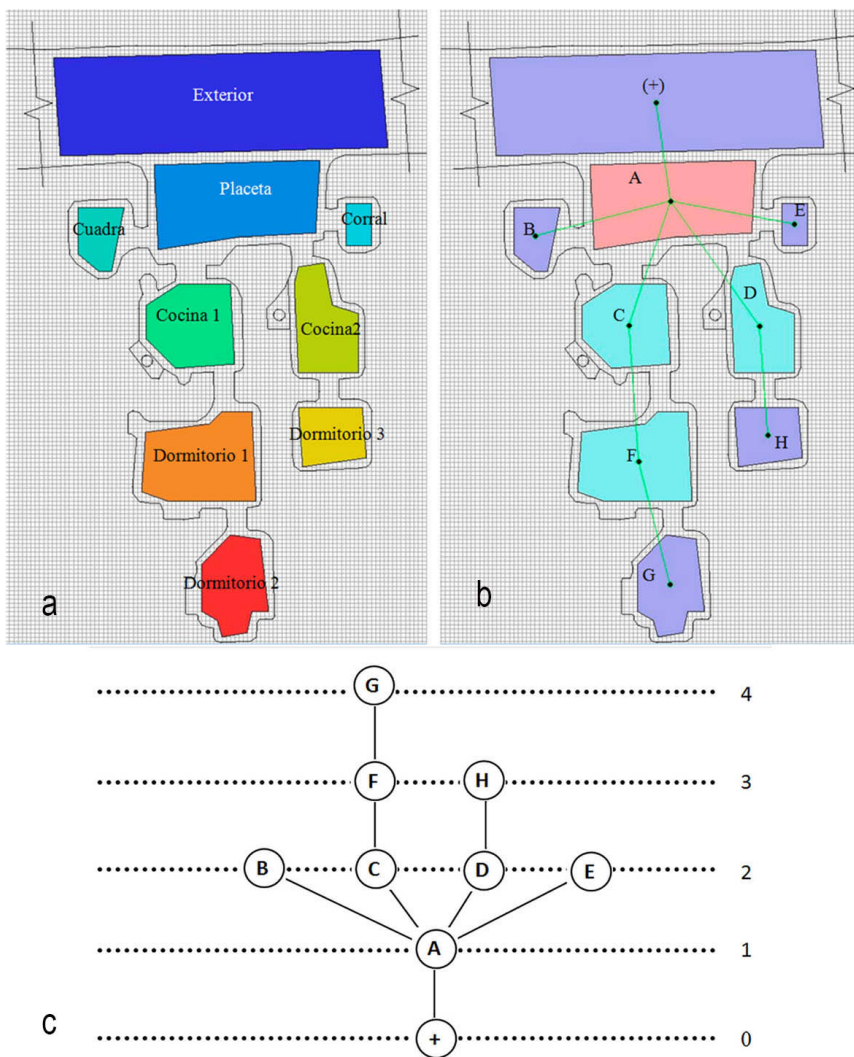 Exterior
Placeta
Cuadra
Corral
Cocina 1
Cocina2
Dormitorio 1
Dormitorio 3
Dormitorio 2
a
(+)
A
B
E
C
D
F
H
G
b
G
4
F
H
3
B
C
D
E
2
A
1
+
0
c